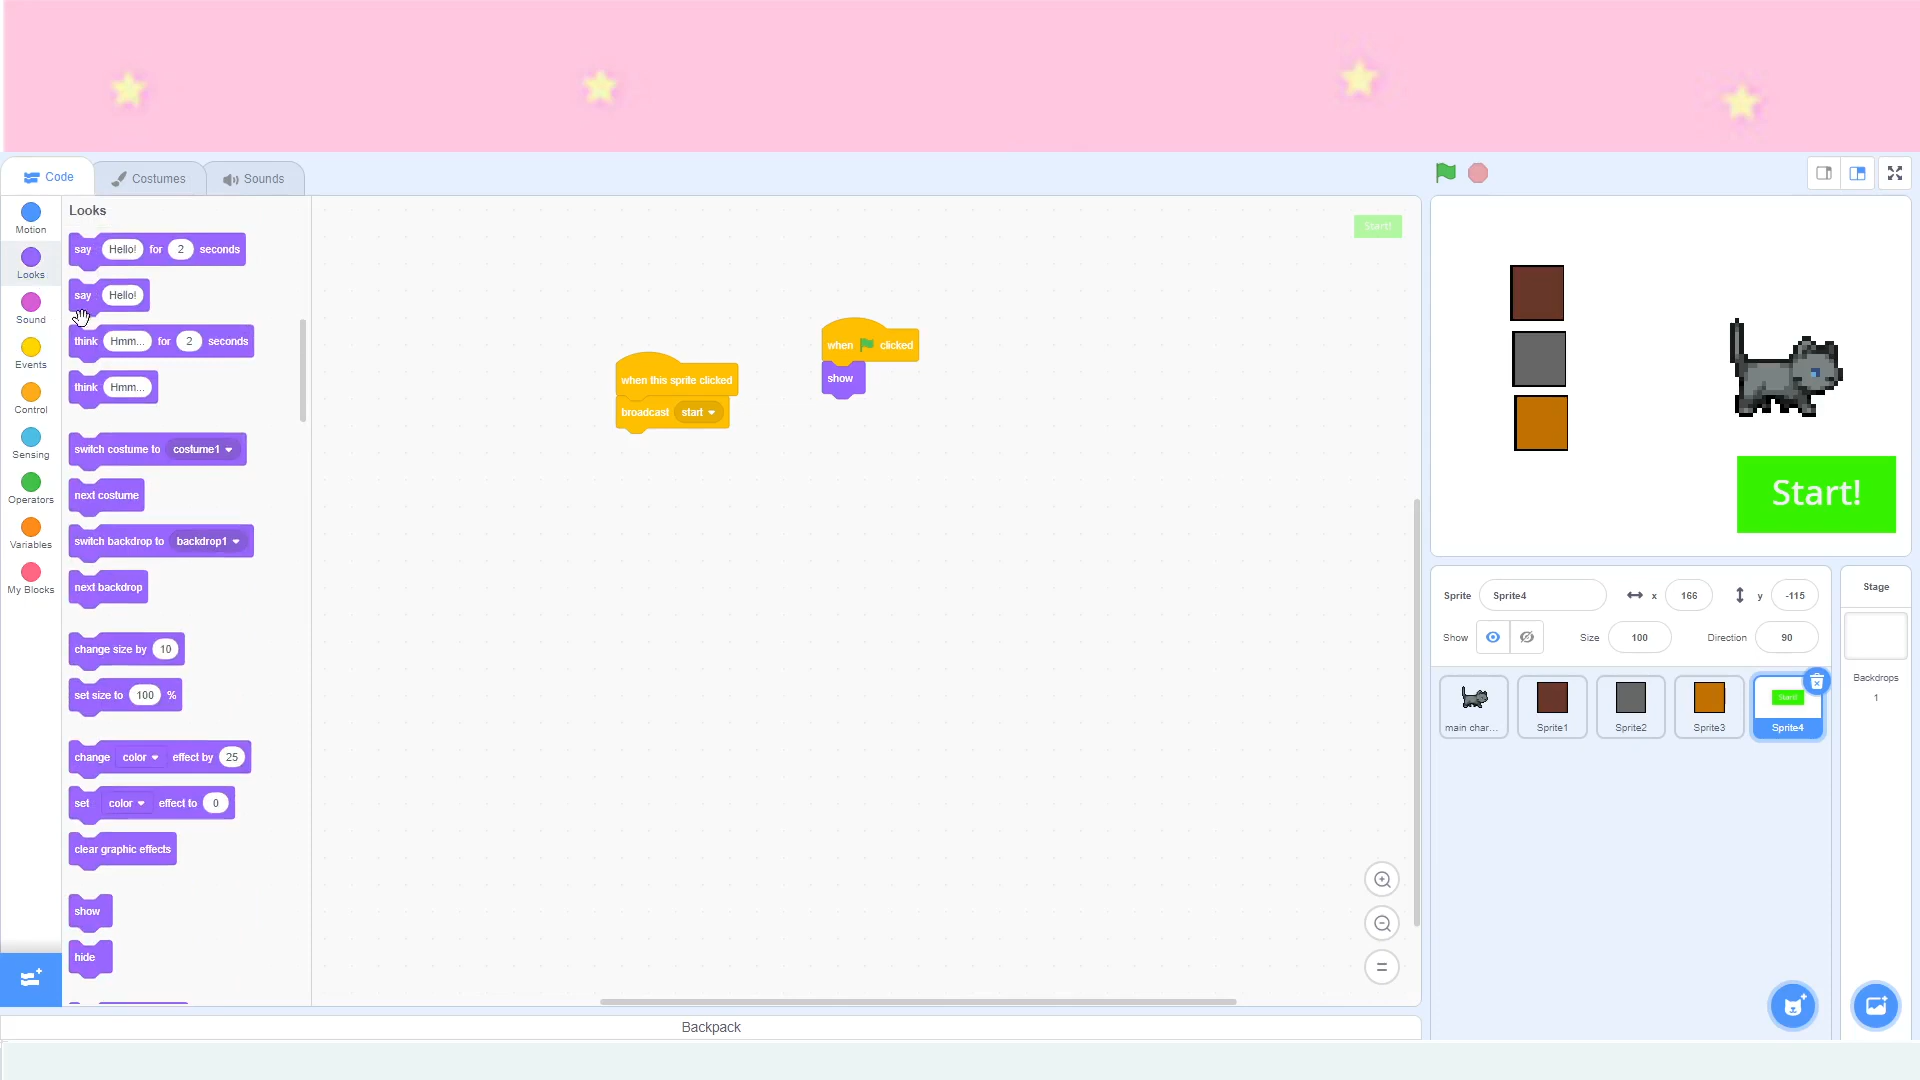 Code
Costumes
Sounds
Motion
Looks
Sound
Events
Control
Sensing
Operators
Variables
My Blocks
Looks
say Hello! for 2 seconds
say Hello!
think Hmm... for 2 seconds
think Hmm...
switch costume to costume1
next costume
switch backdrop to backdrop1
next backdrop
change size by 10
set size to 100 %
change color effect by 25
set color effect to 0
clear graphic effects
show
hide
when this sprite clicked
broadcast start
when clicked
show
Start!
Start!
Sprite Sprite4 x 166 y -115
Show Size 100 Direction 90
main char...
Sprite1
Sprite2
Sprite3
Start!
Sprite4
Stage
Backdrops
1
Backpack